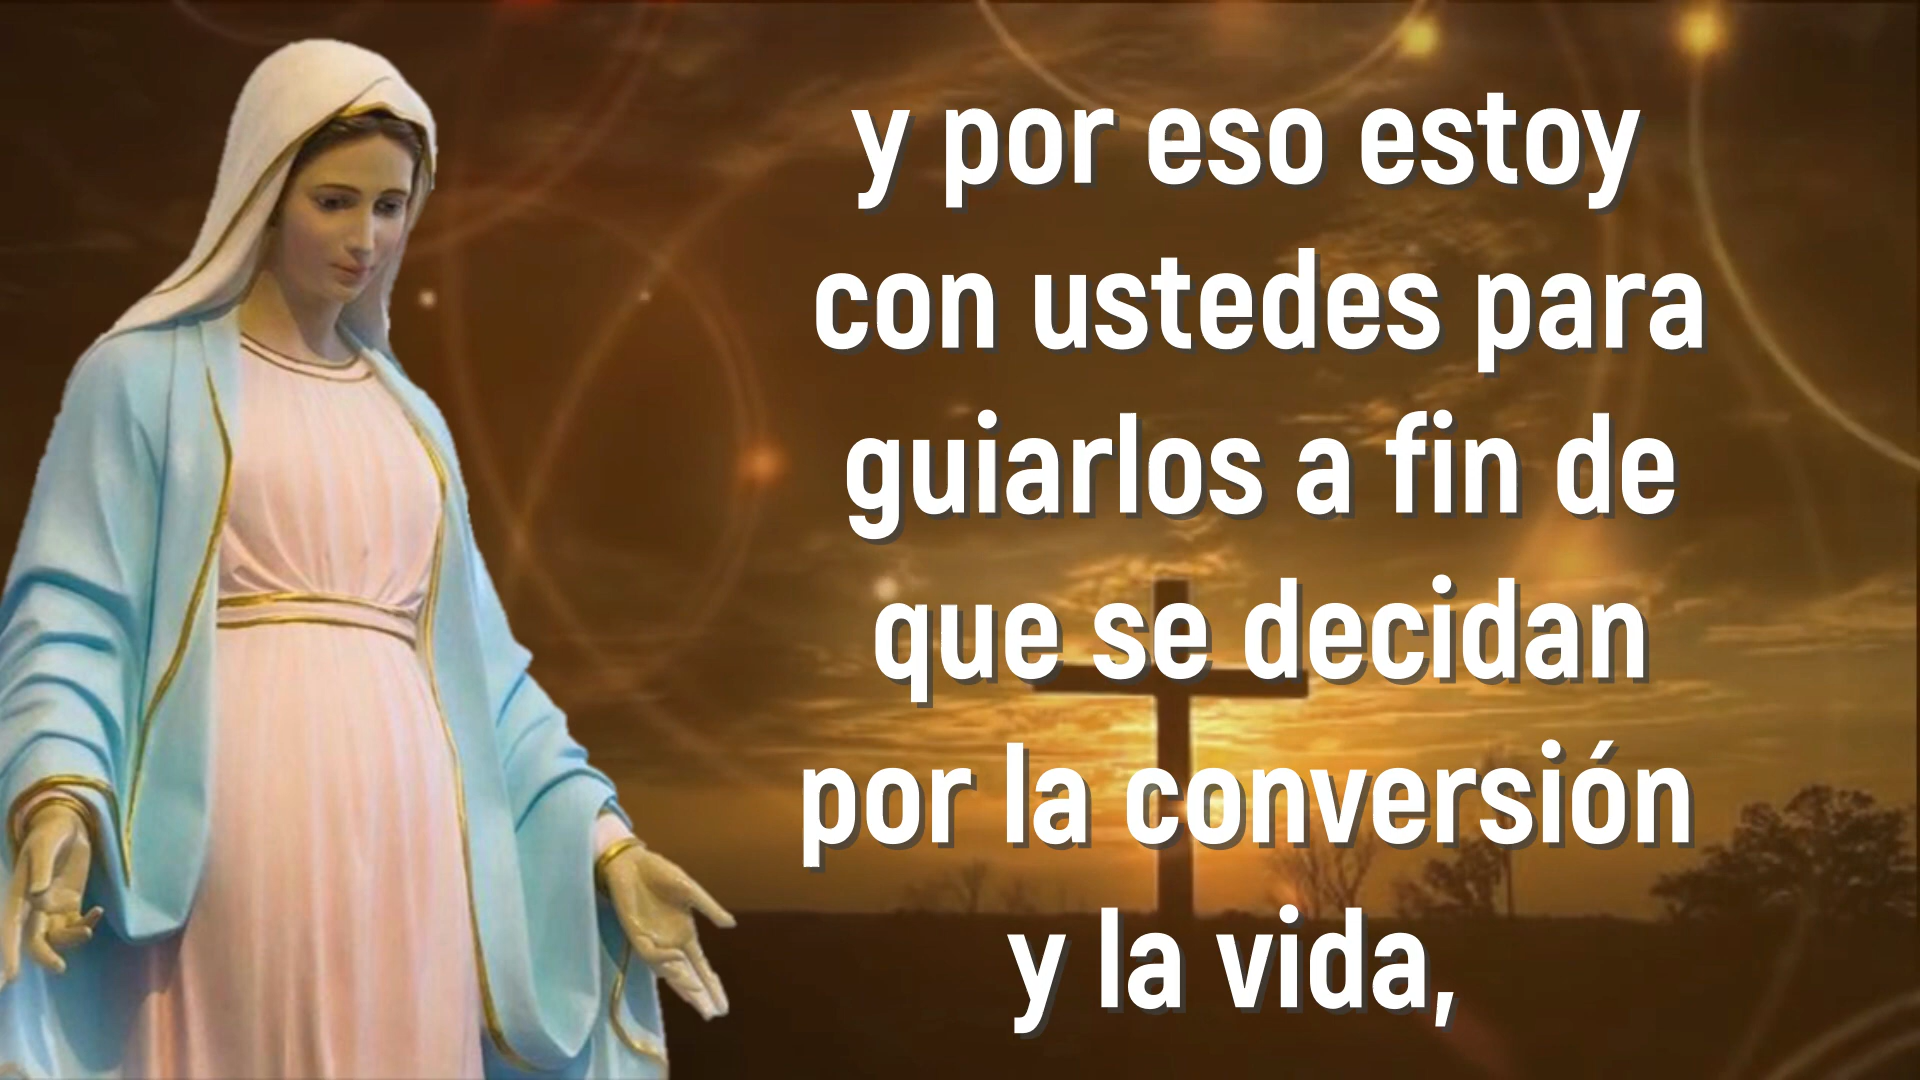 y por eso estoy
con ustedes para
guiarlos a fin de
que se decidan
por la conversión
y la vida,